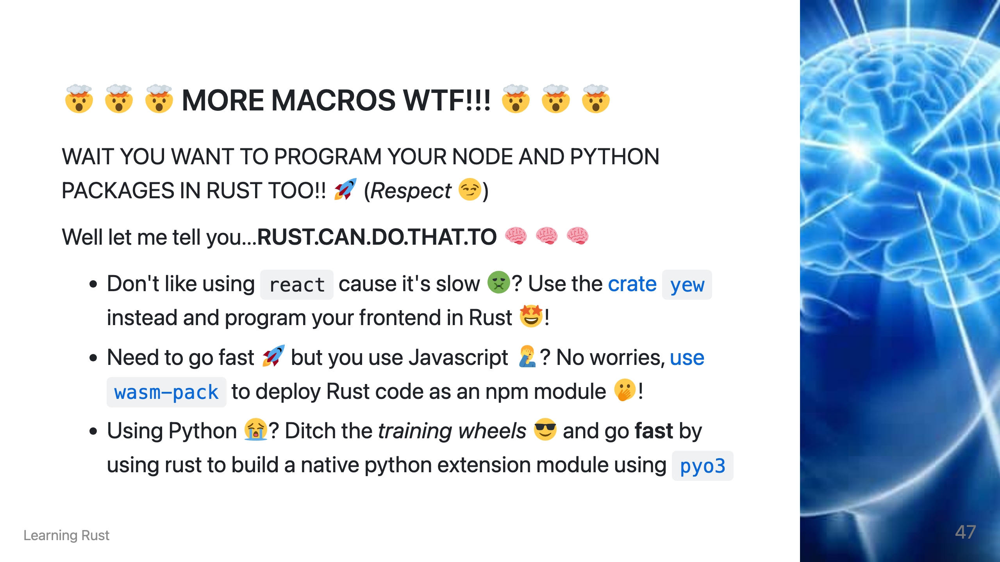 🤯 🤯 🤯 MORE MACROS WTF!!! 🤯 🤯 🤯
WAIT YOU WANT TO PROGRAM YOUR NODE AND PYTHON
PACKAGES IN RUST TOO!! 🚀 (Respect 😏)
Well let me tell you...RUST.CAN.DO.THAT.TO 🧠 🧠 🧠
• Don't like using react cause it's slow 🤢? Use the crate yew
instead and program your frontend in Rust 🤩!
• Need to go fast 🚀 but you use Javascript 🤦‍♂️? No worries, use
wasm-pack to deploy Rust code as an npm module 🤭!
• Using Python 😭? Ditch the training wheels 😎 and go fast by
using rust to build a native python extension module using pyo3
Learning Rust
47